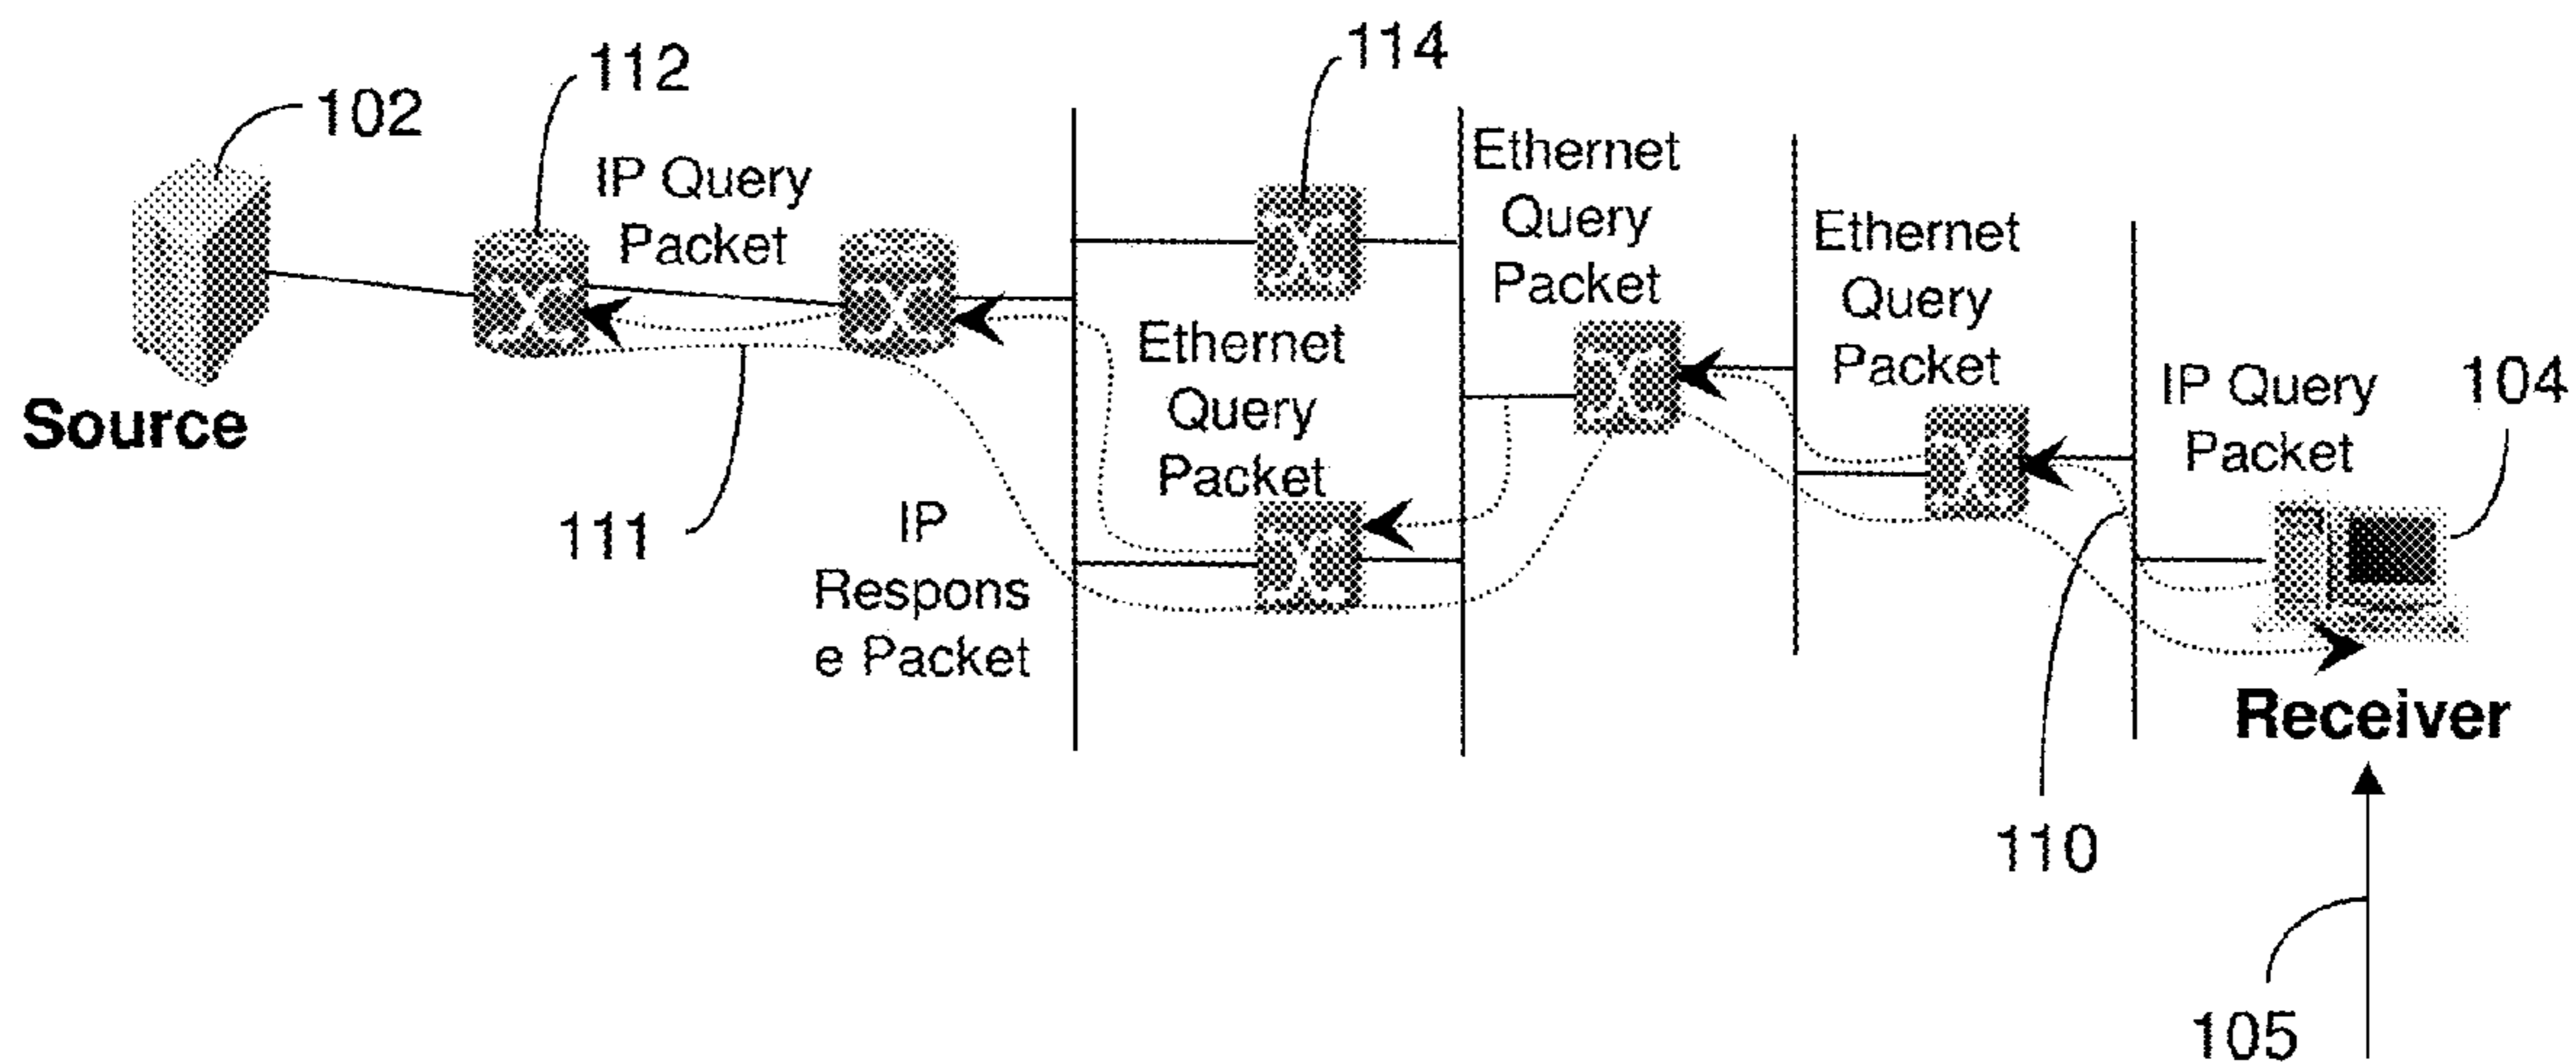 102
112
114
IP Query
Packet
Ethernet
Query
Packet
Ethernet
Query
Packet
Ethernet
Query
Packet
IP Query
Packet
104
Source
111
IP
Respons
e Packet
Receiver
110
105